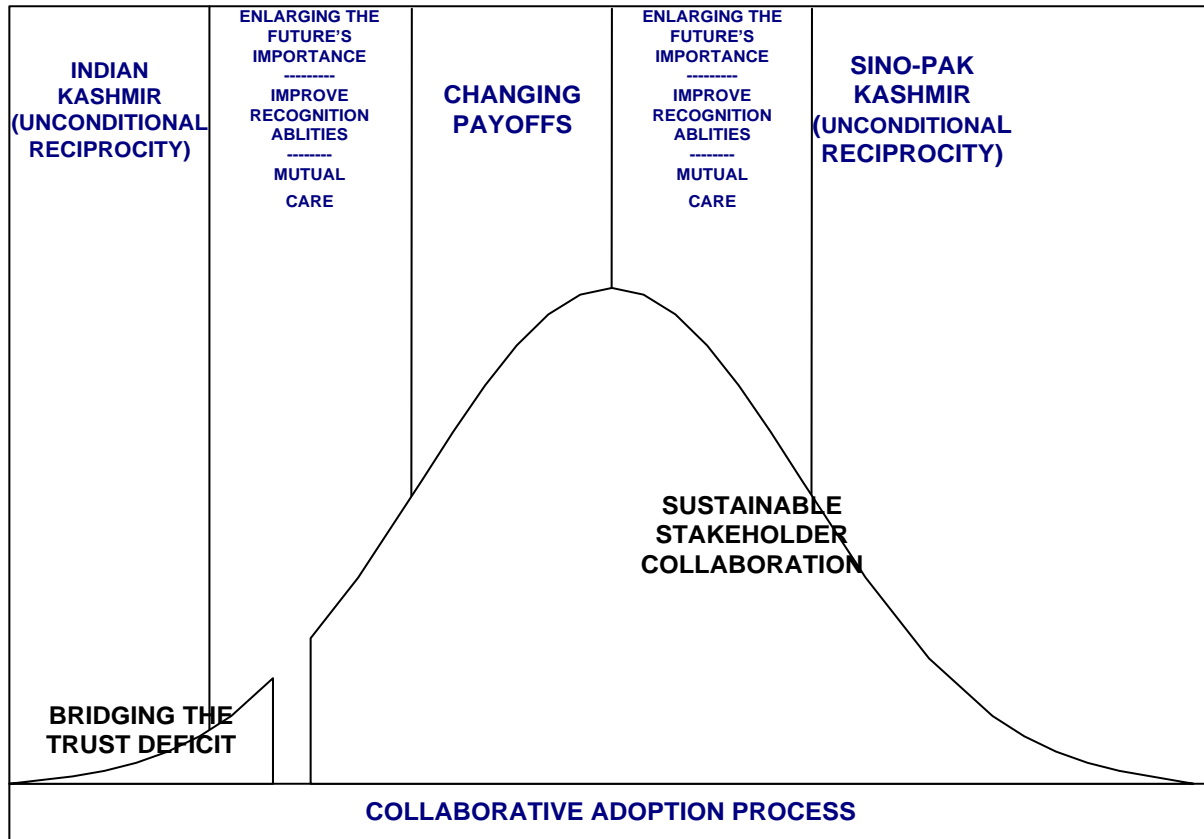 INDIAN
KASHMIR
(UNCONDITIONAL
RECIPROCITY)
ENLARGING THE
FUTURE’S
IMPORTANCE
---------
IMPROVE
RECOGNITION
ABLITIES
--------
MUTUAL
CARE
CHANGING
PAYOFFS
ENLARGING THE
FUTURE’S
IMPORTANCE
---------
IMPROVE
RECOGNITION
ABLITIES
--------
MUTUAL
CARE
SINO-PAK
KASHMIR
(UNCONDITIONAL
RECIPROCITY)
SUSTAINABLE
STAKEHOLDER
COLLABORATION
BRIDGING THE
TRUST DEFICIT
COLLABORATIVE ADOPTION PROCESS